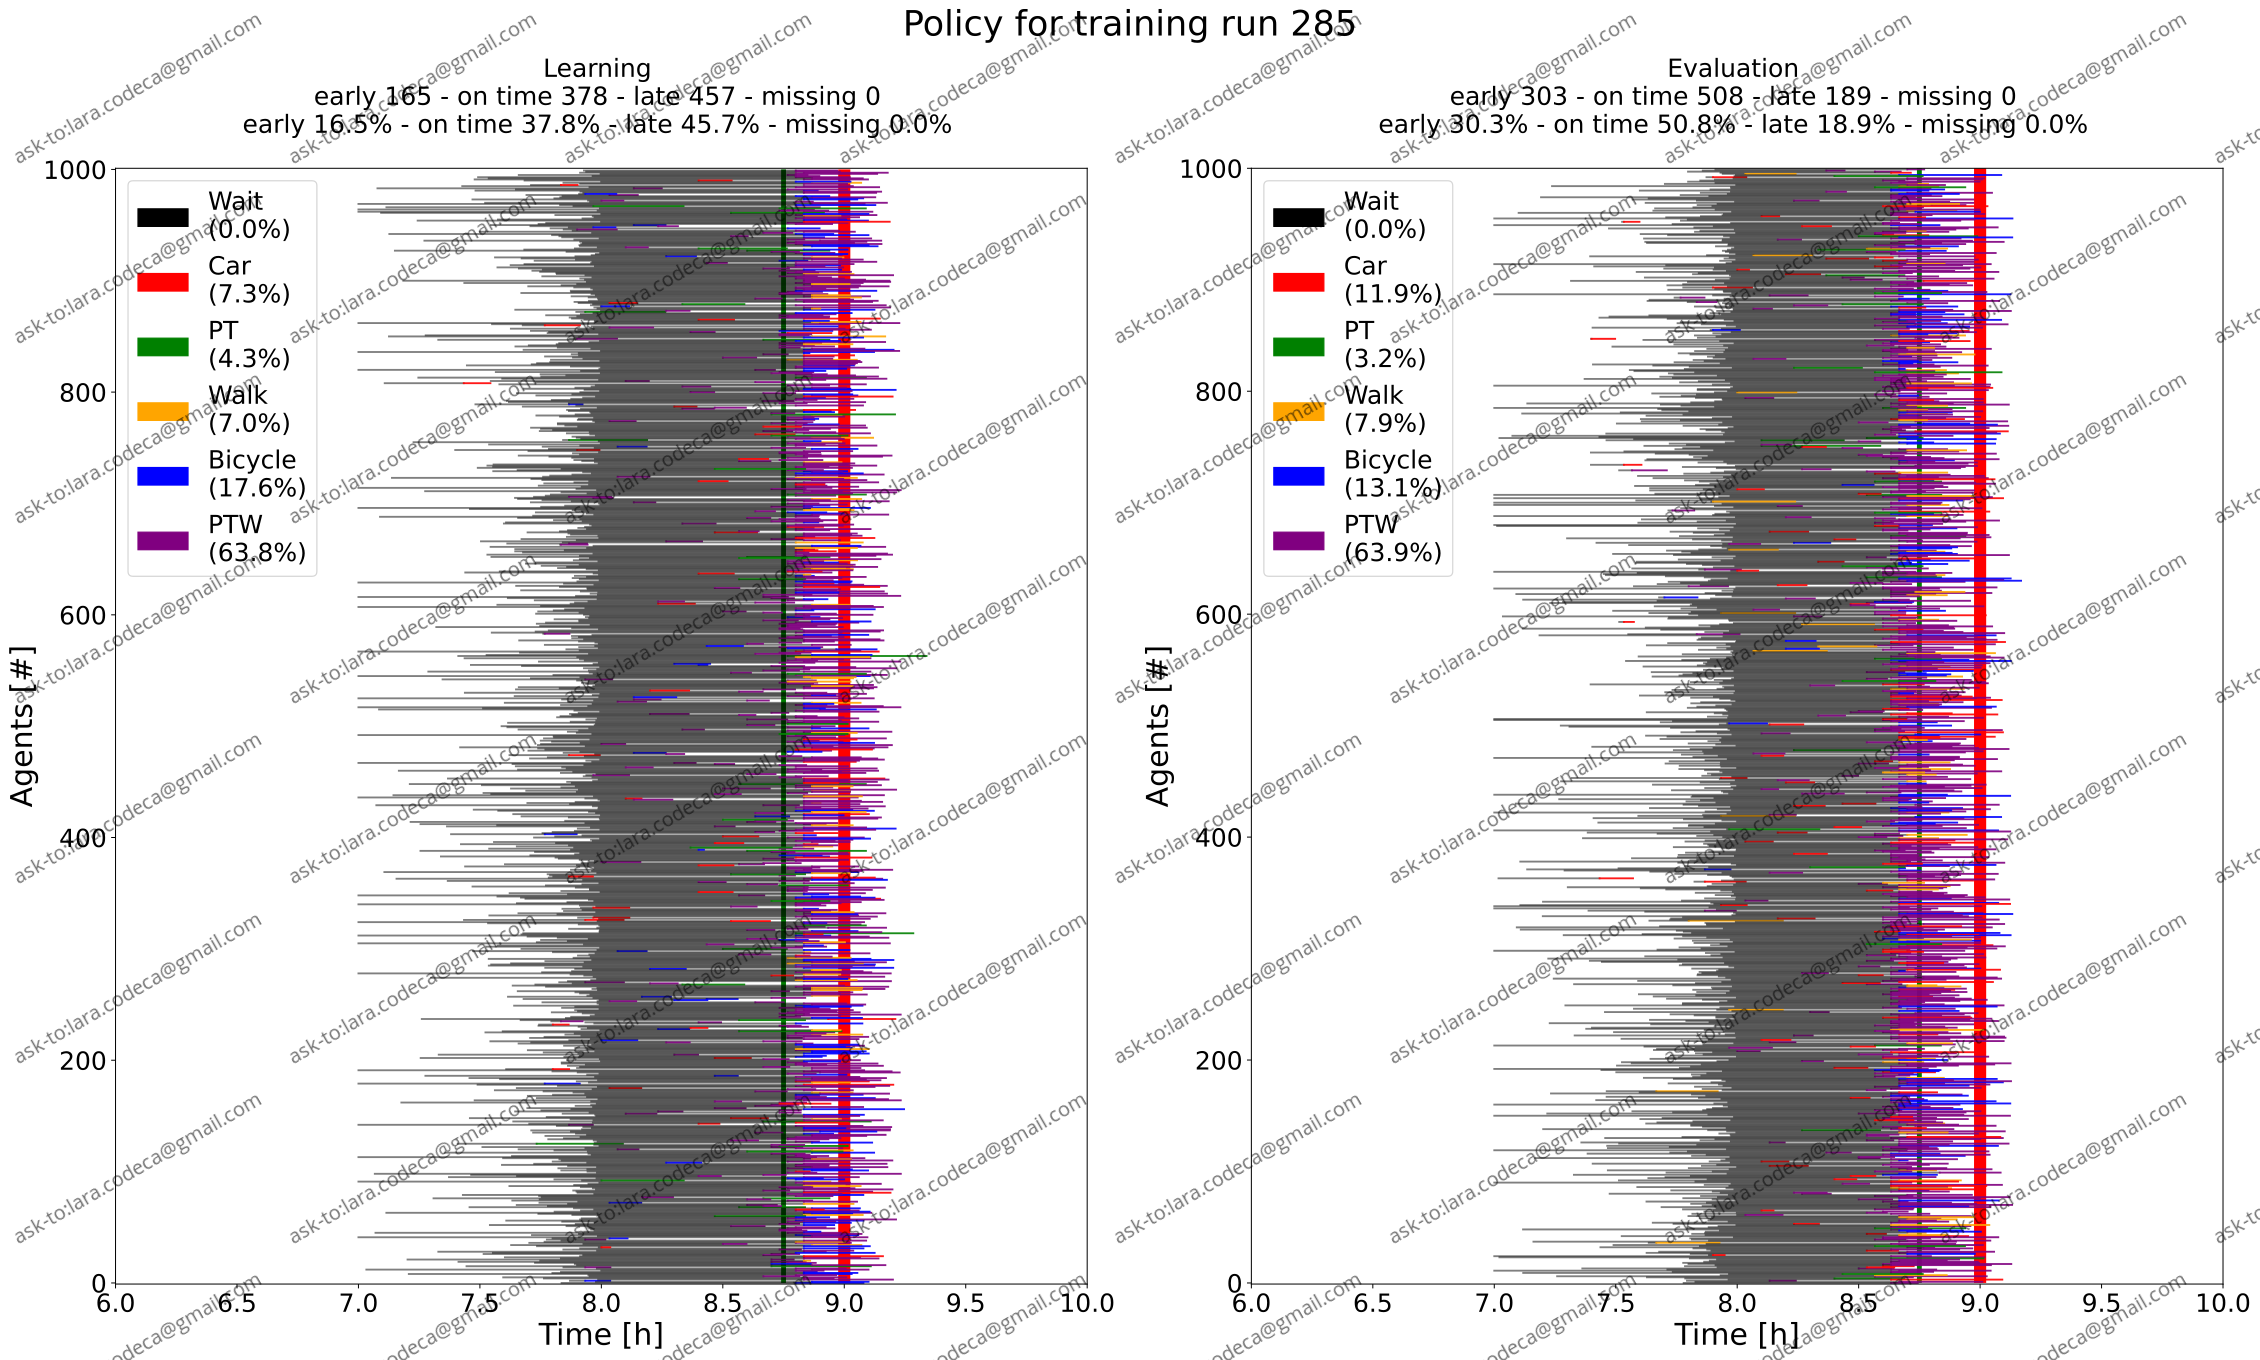 Policy for training run 285
Learning
early 165 - on time 378 - late 457 - missing 0
early 16.5% - on time 37.8% - late 45.7% - missing 0.0%
1000
800
600
400
200
0
Agents [#]
Wait
(0.0%)
Car
(7.3%)
PT
(4.3%)
Walk
(7.0%)
Bicycle
(17.6%)
PTW
(63.8%)
6.0 6.5 7.0 7.5 8.0 8.5 9.0 9.5 10.0
Time [h]
Evaluation
early 303 - on time 508 - late 189 - missing 0
early 30.3% - on time 50.8% - late 18.9% - missing 0.0%
1000
800
600
400
200
0
Agents [#]
Wait
(0.0%)
Car
(11.9%)
PT
(3.2%)
Walk
(7.9%)
Bicycle
(13.1%)
PTW
(63.9%)
6.0 6.5 7.0 7.5 8.0 8.5 9.0 9.5 10.0
Time [h]
ask-to:lara.codeca@gmail.com